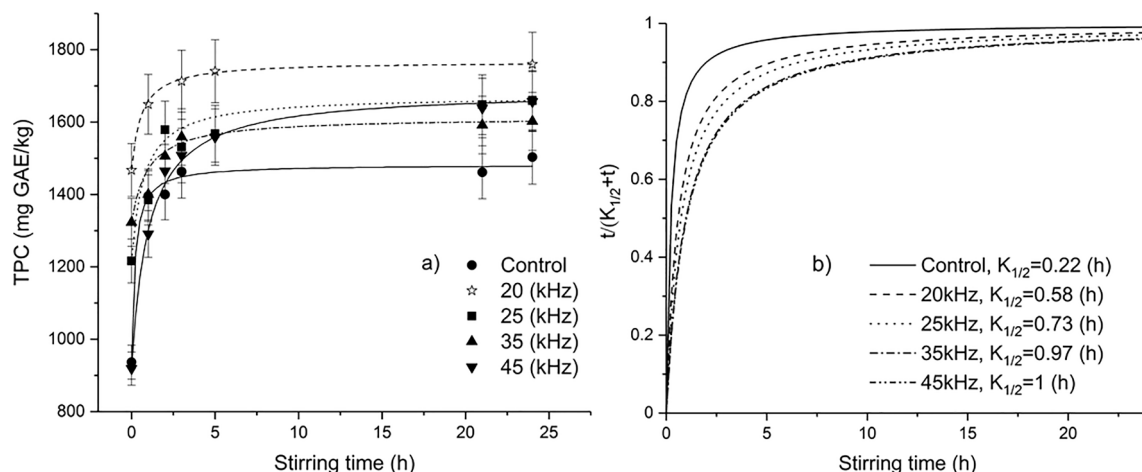 TPC (mg GAE/kg)
1800
1600
1400
1200
1000
800
0
5
10
15
20
25
Stirring time (h)
a)
Control
20 (kHz)
25 (kHz)
35 (kHz)
45 (kHz)
t/(K1/2+t)
1
0.8
0.6
0.4
0.2
0
0
5
10
15
20
Stirring time (h)
b)
Control, K1/2=0.22 (h)
20kHz, K1/2=0.58 (h)
25kHz, K1/2=0.73 (h)
35kHz, K1/2=0.97 (h)
45kHz, K1/2=1 (h)